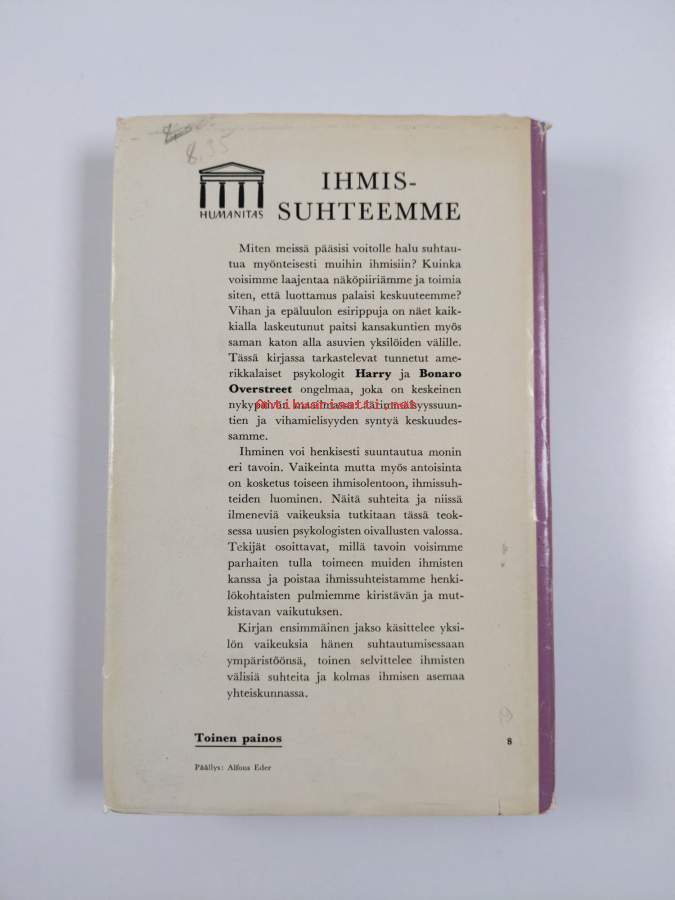 8,35
IHMIS-
HUMANITAS
SUHTEEMME
Miten meissä pääsisi voitolle halu suhtau-
tua myönteisesti muihin ihmisiin? Kuinka
voisimme laajentaa näköpiiriämme ja toimia
siten, että luottamus palaisi keskuuteemme?
Vihan ja epäluulon esirippuja on näet kaik-
kialla laskeutunut paitsi kansakuntien myös
saman katon alla asuvien yksilöiden välille.
Tässä kirjassa tarkastelevat tunnetut ame-
rikkalaiset psykologit Harry ja Bonaro
Overstreet ongelmaa, joka on keskeinen
Antikvariaatti.net
nykypäivän
ten ja vihamielisyyden syntyä keskuudes-
samme.
Ihminen voi henkisesti suuntautua monin
eri tavoin. Vaikeinta mutta myös antoisinta
on kosketus toiseen ihmisolentoon, ihmissuh-
teiden luominen. Näitä suhteita ja niissä
ilmeneviä vaikeuksia tutkitaan tässä teok-
sessa uusien psykologisten oivallusten valossa.
Tekijät osoittavat, millä tavoin voisimme
parhaiten tulla toimeen muiden ihmisten
kanssa ja poistaa ihmissuhteistamme henki-
lökohtaisten pulmiemme kiristävän ja mut-
kistavan vaikutuksen.
Kirjan ensimmäinen jakso käsittelee yksi-
lön vaikeuksia hänen suhtautumisessaan
ympäristöönsä, toinen selvittelee ihmisten
välisiä suhteita ja kolmas ihmisen asemaa
yhteiskunnassa.
Toinen painos
8
Päällys: Alfons Eder